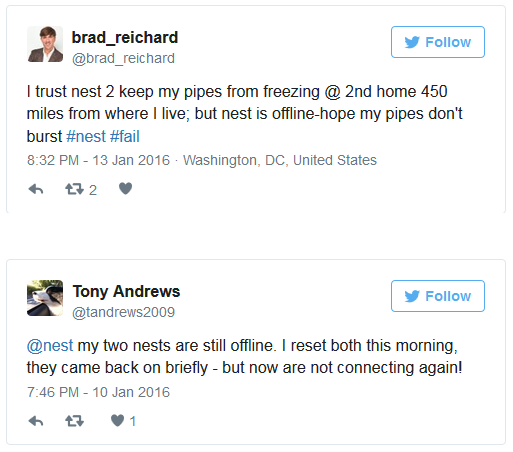 brad_reichard
Follow
@brad_reichard
I trust nest 2 keep my pipes from freezing @ 2nd home 450
miles from where I live; but nest is offline-hope my pipes don't
burst #nest #fail
8:32 PM - 13 Jan 2016 · Washington, DC, United States
2
Tony Andrews
Follow
@tandrews2009
@nest my two nests are still offline. I reset both this morning,
they came back on briefly - but now are not connecting again!
7:46 PM - 10 Jan 2016
1